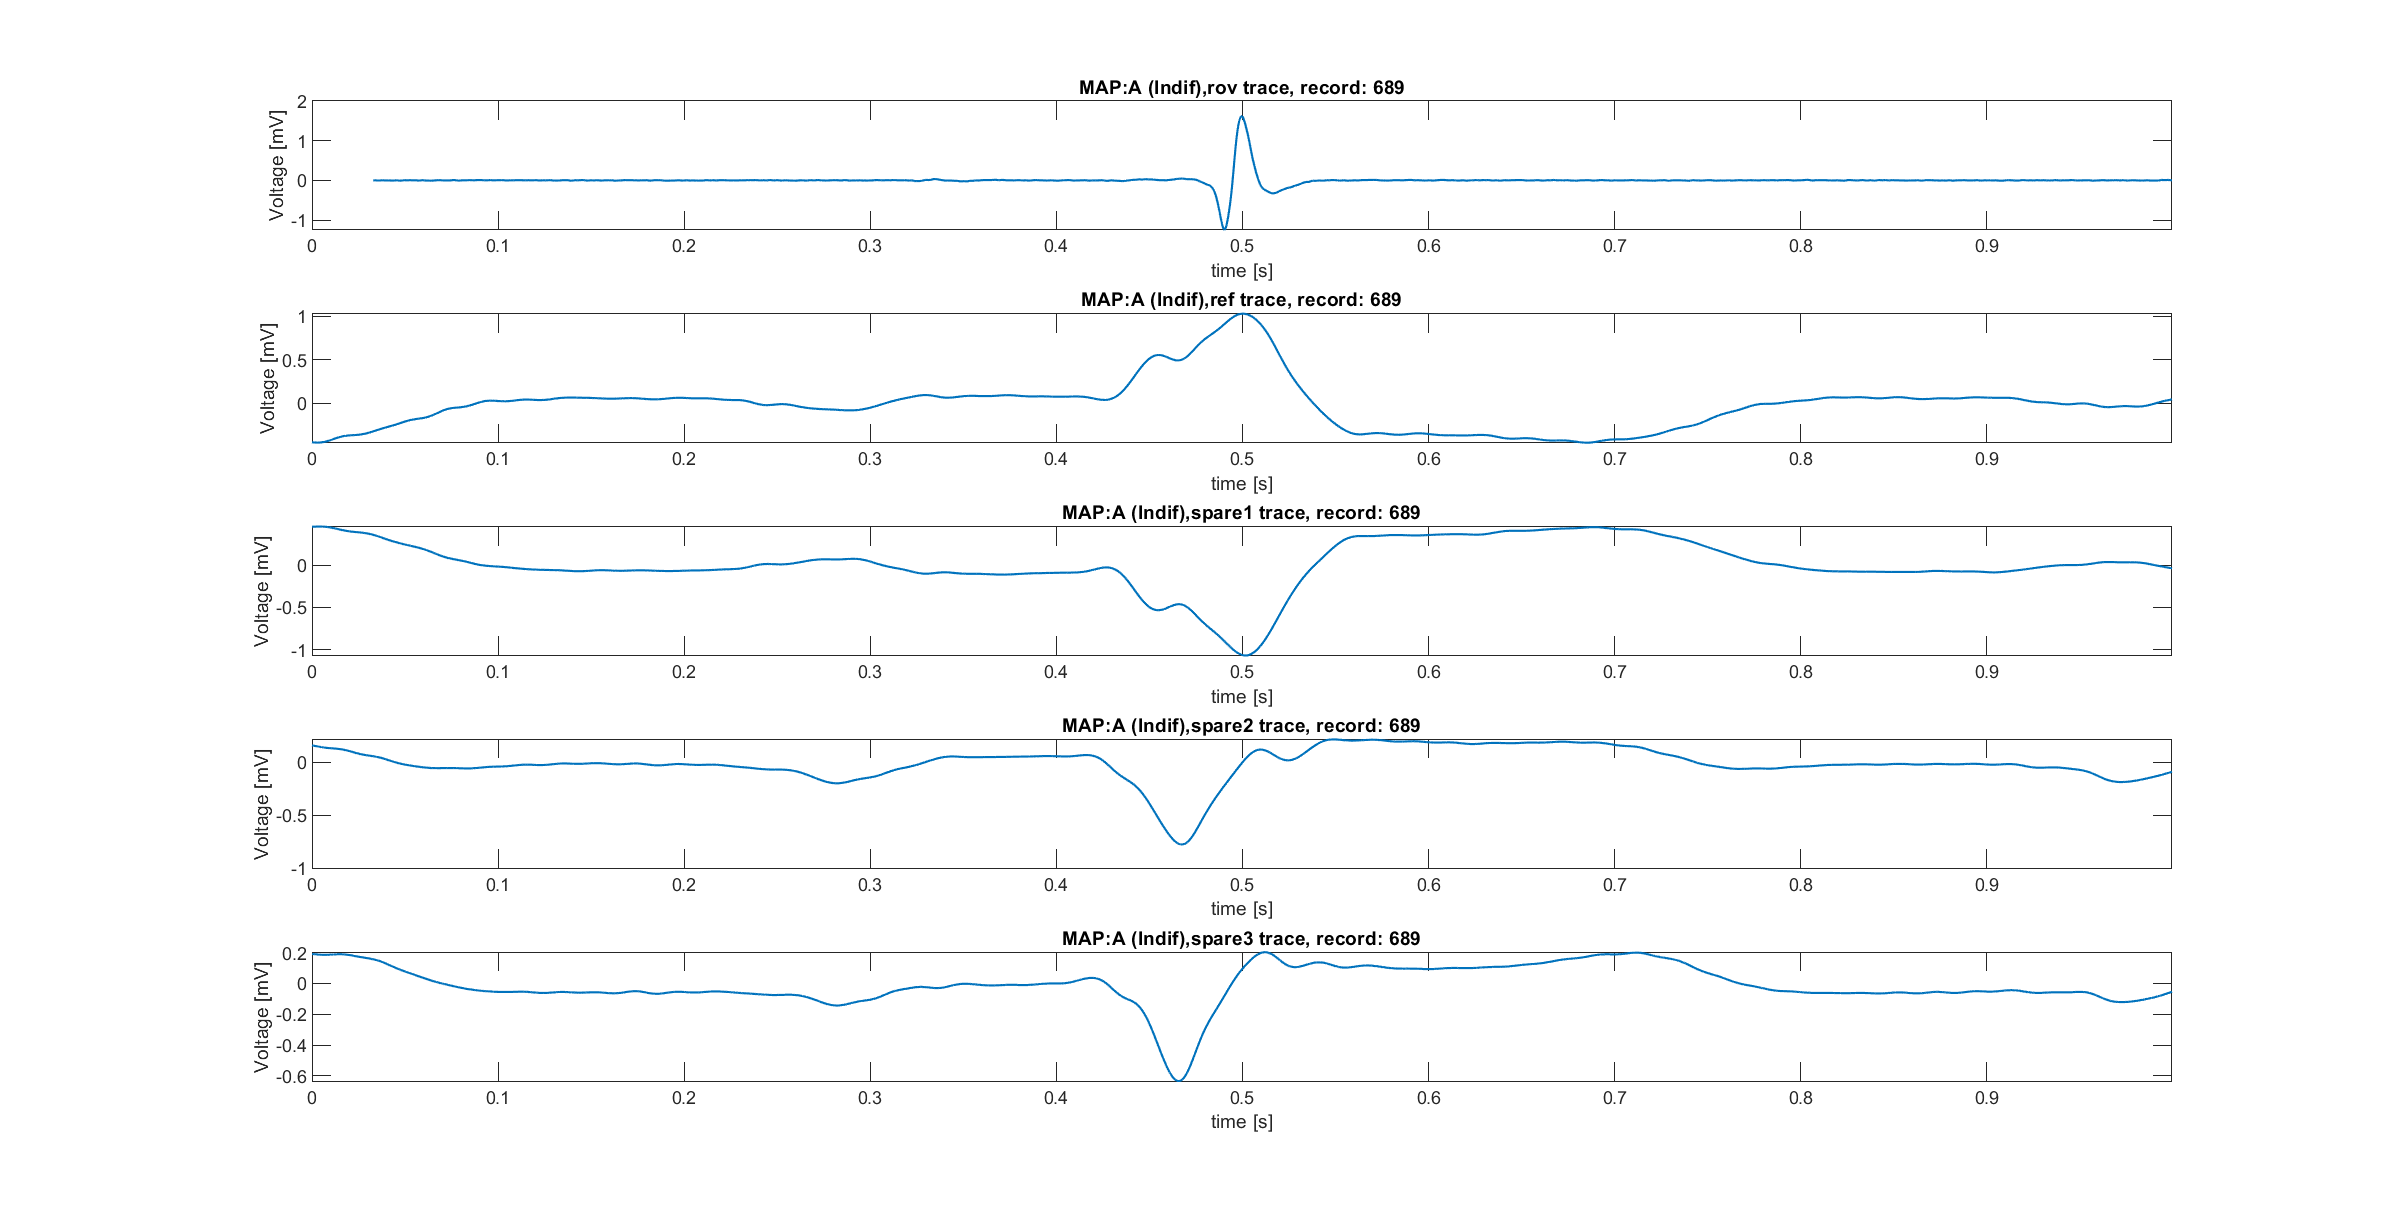 MAP:A (Indif),rov trace, record: 689
Voltage [mV]
2
1
0
-1
0 0.1 0.2 0.3 0.4 0.5 0.6 0.7 0.8 0.9
time [s]
MAP:A (Indif),ref trace, record: 689
Voltage [mV]
1
0.5
0
0 0.1 0.2 0.3 0.4 0.5 0.6 0.7 0.8 0.9
time [s]
MAP:A (Indif),spare1 trace, record: 689
Voltage [mV]
0
-0.5
-1
0 0.1 0.2 0.3 0.4 0.5 0.6 0.7 0.8 0.9
time [s]
MAP:A (Indif),spare2 trace, record: 689
Voltage [mV]
0
-0.5
-1
0 0.1 0.2 0.3 0.4 0.5 0.6 0.7 0.8 0.9
time [s]
MAP:A (Indif),spare3 trace, record: 689
Voltage [mV]
0.2
0
-0.2
-0.4
-0.6
0 0.1 0.2 0.3 0.4 0.5 0.6 0.7 0.8 0.9
time [s]